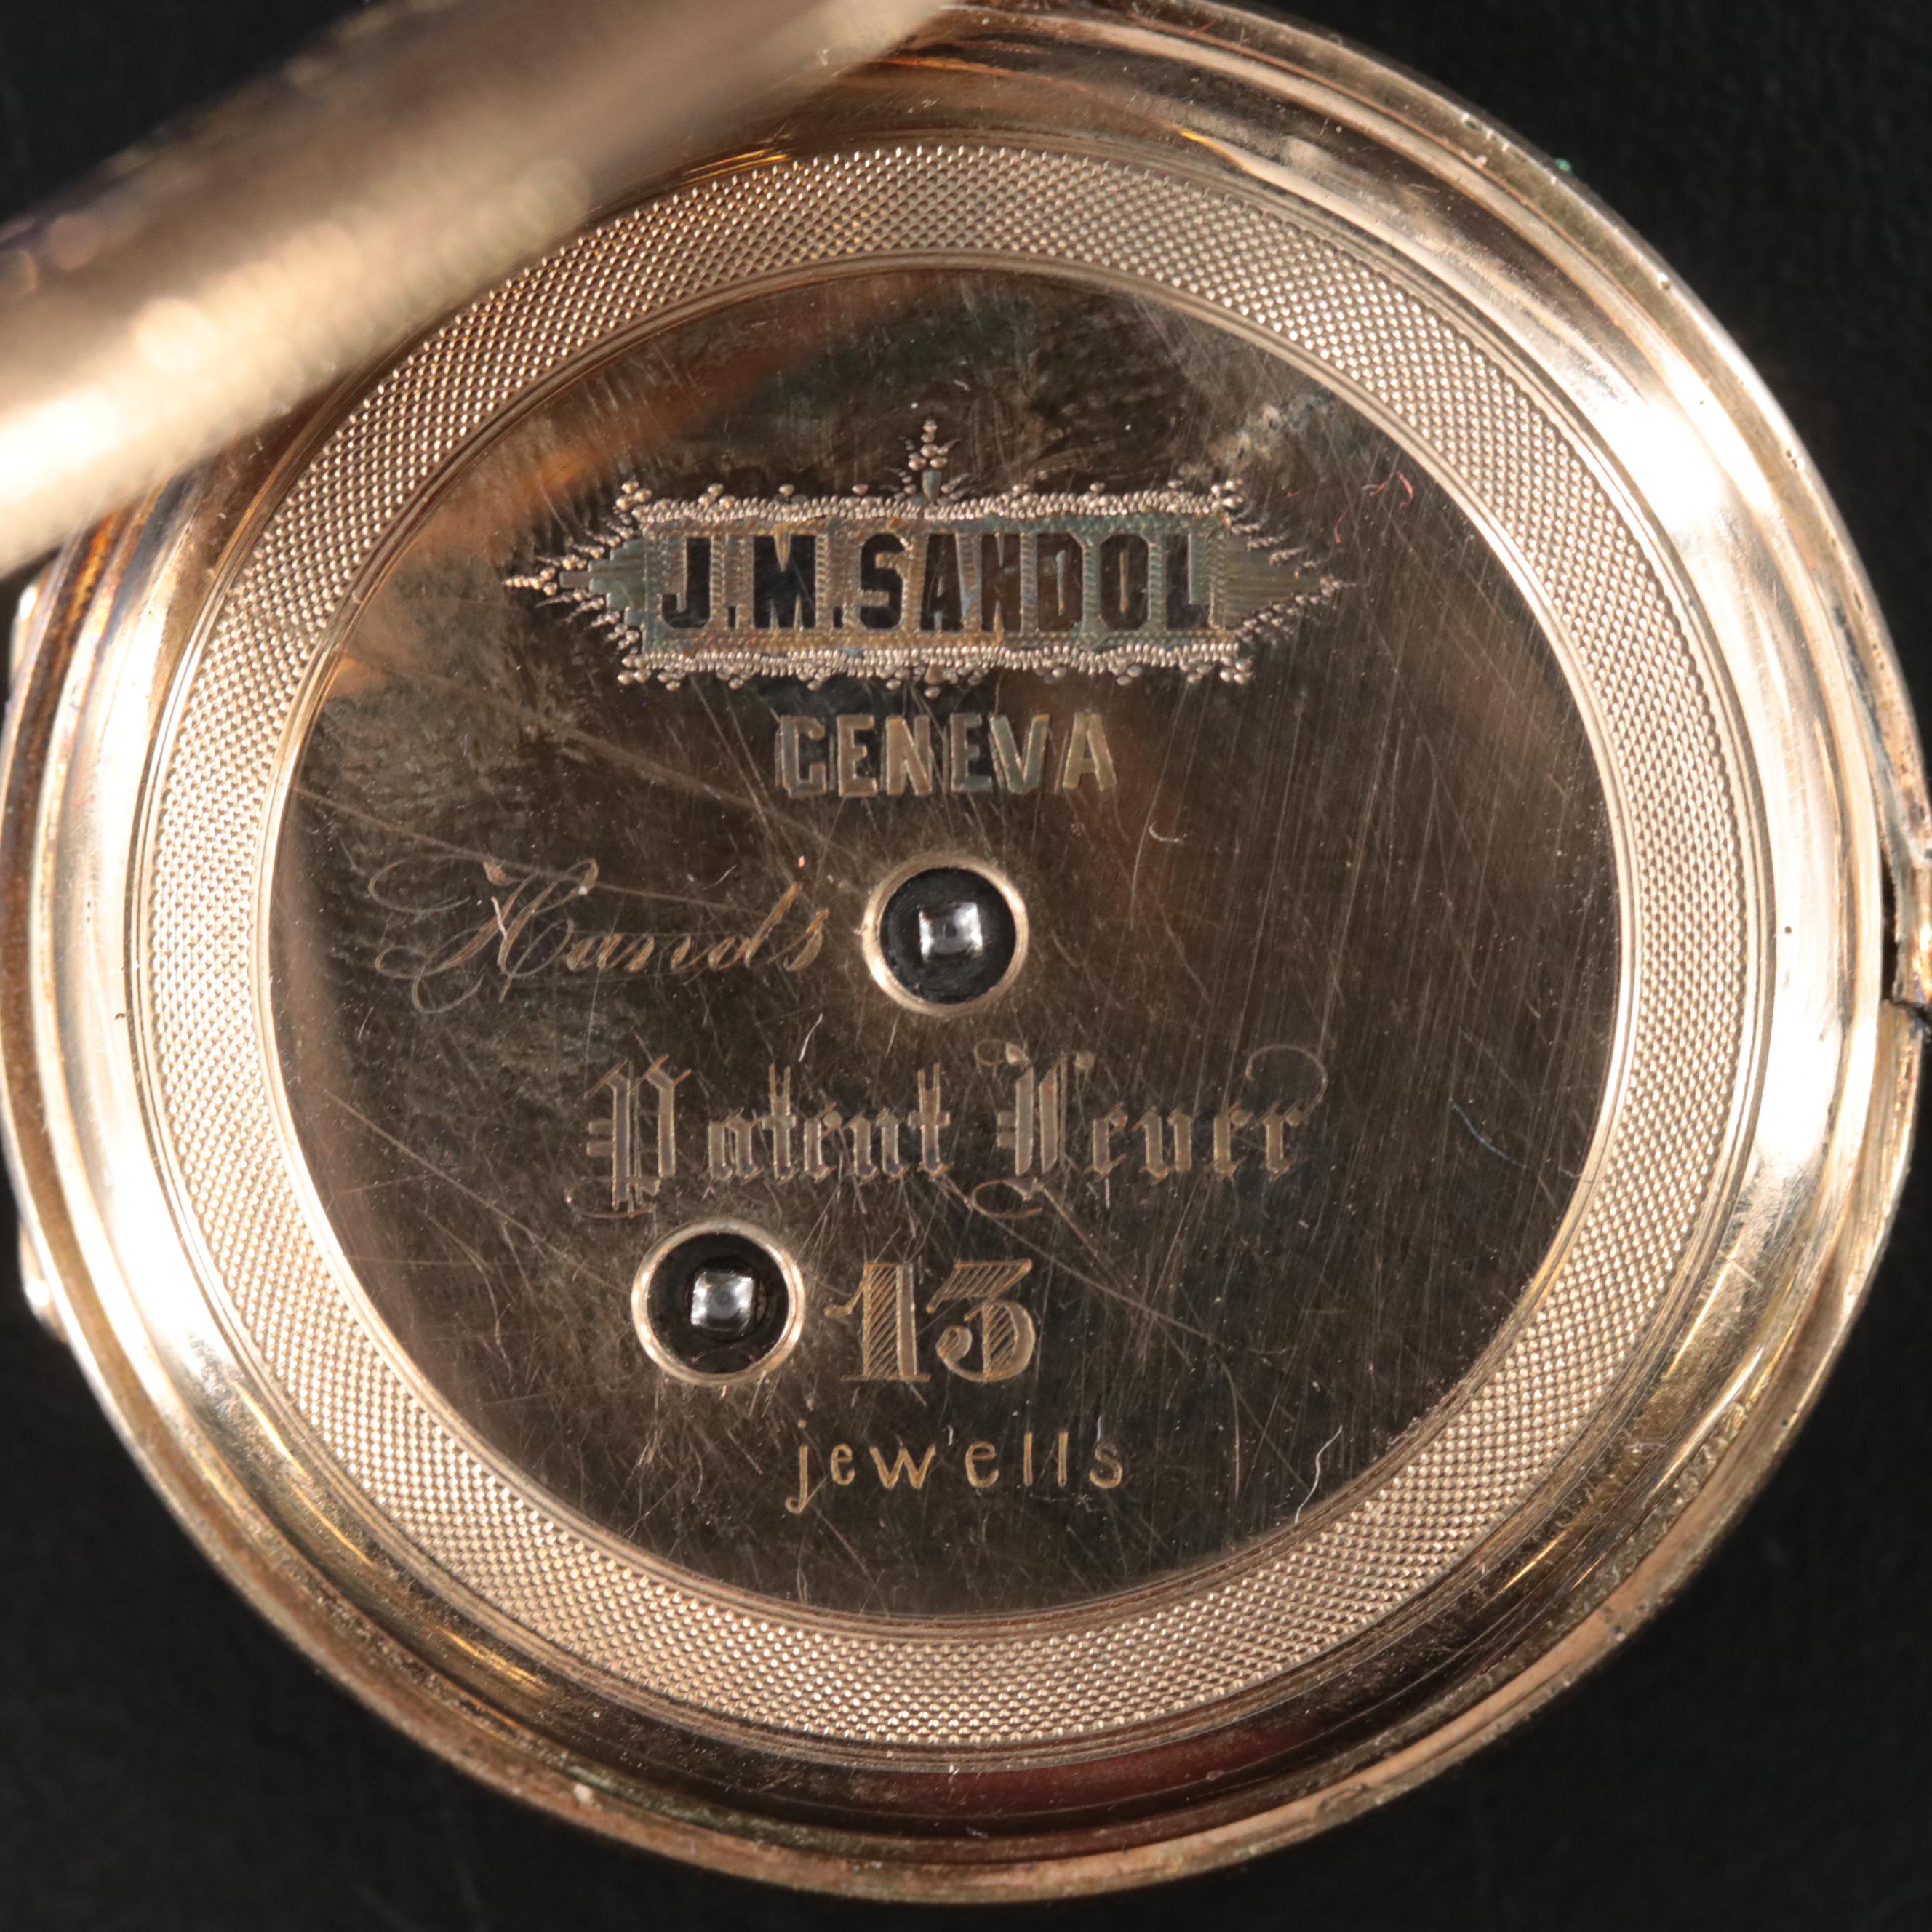 J.M.SANDOL
GENEVA
Hands
Patent Lever
13
jewells